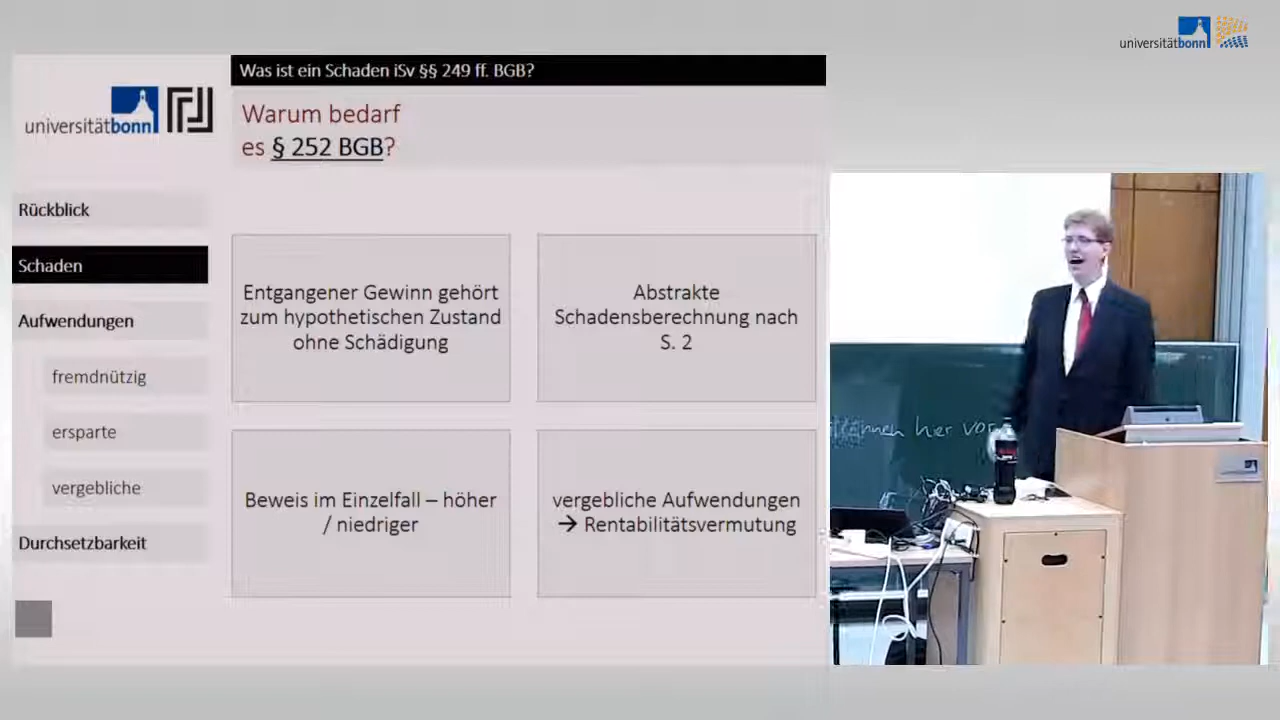 universitätbonn
Was ist ein Schaden iSv §§ 249 ff. BGB?
universitätbonn
Warum bedarf
es § 252 BGB?
Rückblick
Schaden
Aufwendungen
fremdnützig
ersparte
vergebliche
Durchsetzbarkeit
Entgangener Gewinn gehört
zum hypothetischen Zustand
ohne Schädigung
Abstrakte
Schadensberechnung nach
S. 2
Beweis im Einzelfall – höher
/ niedriger
vergebliche Aufwendungen
→ Rentabilitätsvermutung
hier vor